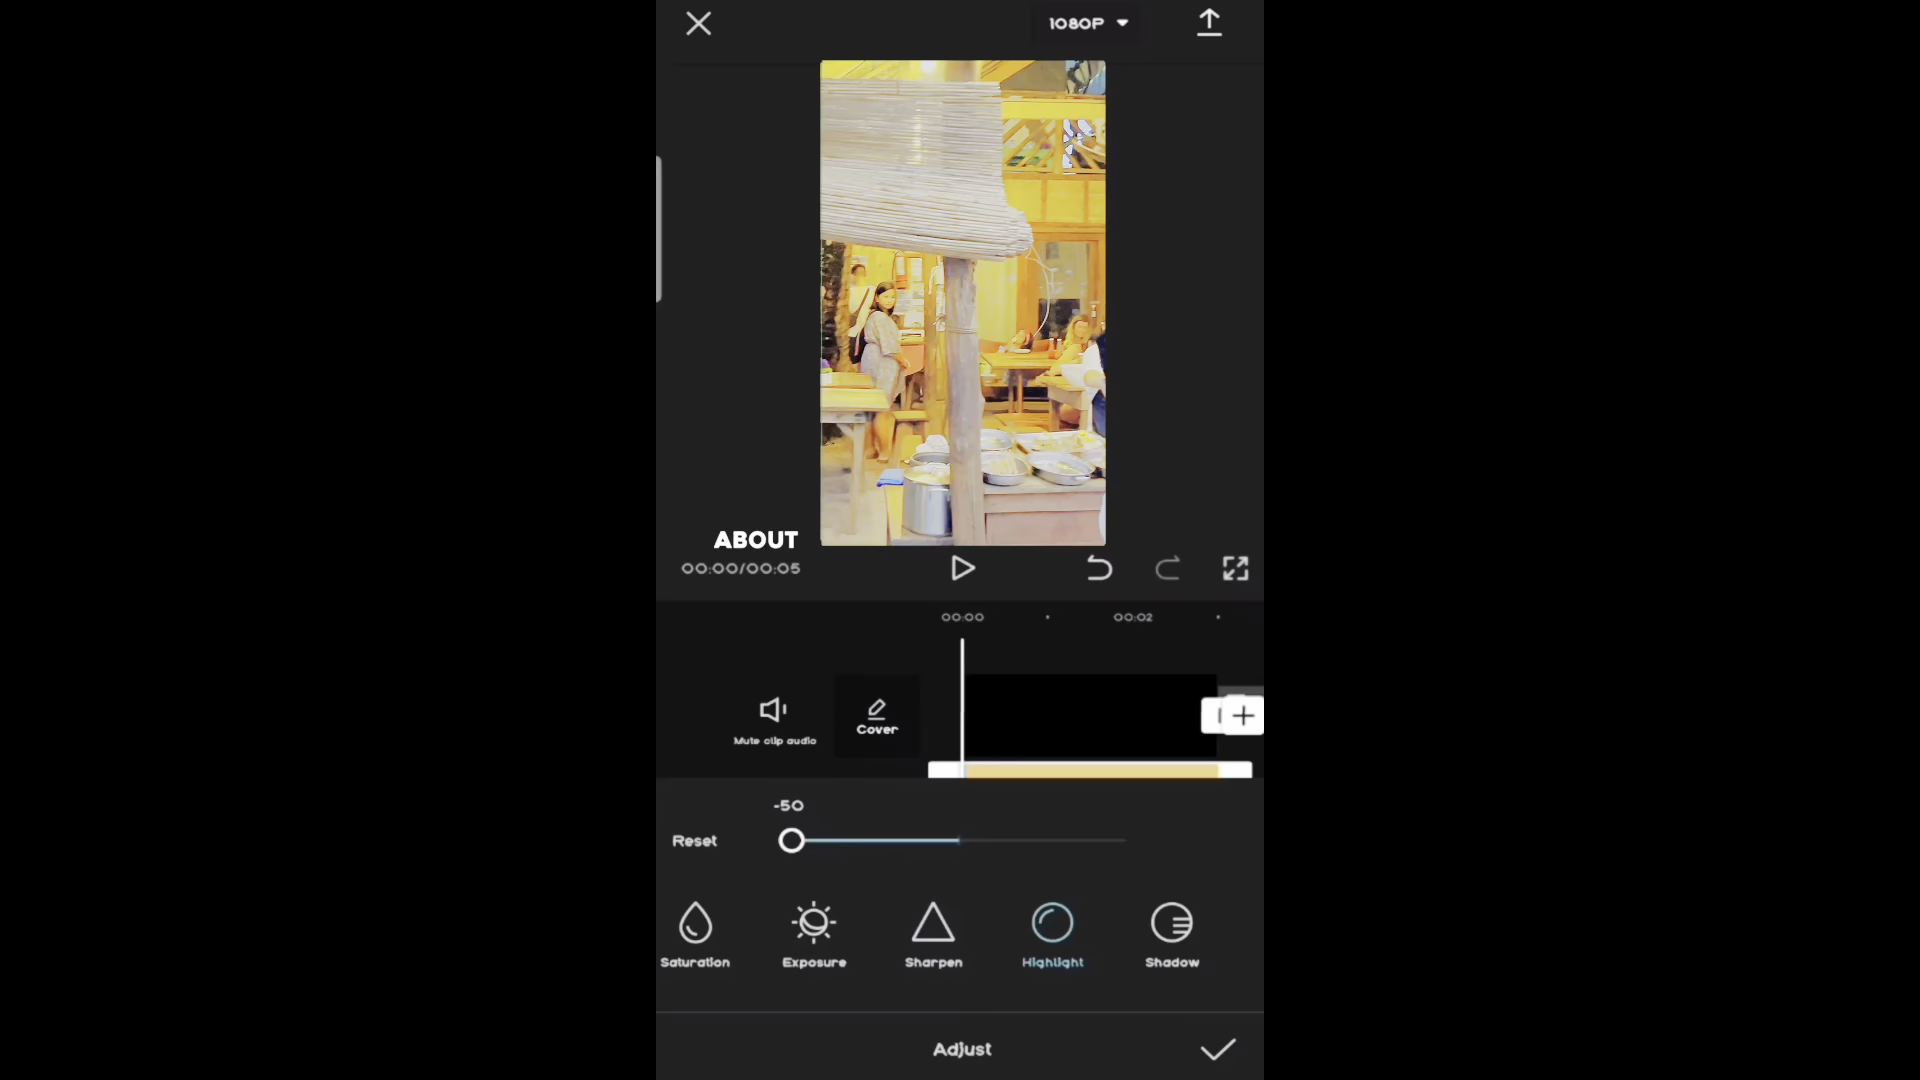 1080P
ABOUT
00:00/00:05
00:00
00:02
Mute clip audio
Cover
-50
Reset
Saturation
Exposure
Sharpen
Highlight
Shadow
Adjust